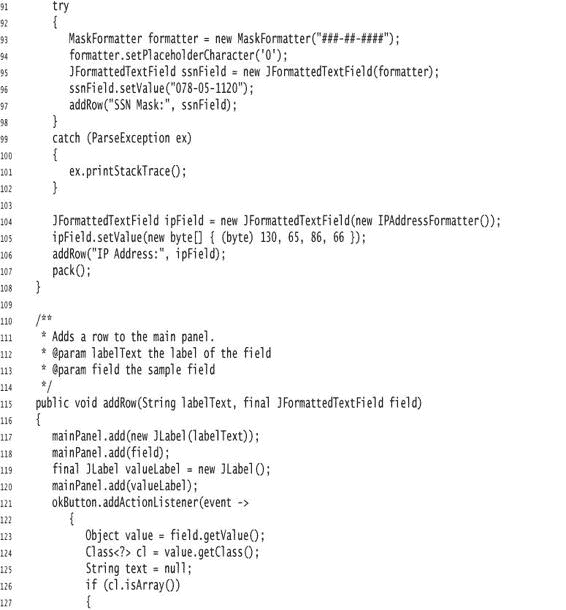 91 try
92 {
93 MaskFormatter formatter = new MaskFormatter("###-##-####");
94 formatter.setPlaceholderCharacter('0');
95 JFormattedTextField ssnField = new JFormattedTextField(formatter);
96 ssnField.setValue("078-05-1120");
97 addRow("SSN Mask:", ssnField);
98 }
99 catch (ParseException ex)
100 {
101 ex.printStackTrace();
102 }
103
104 JFormattedTextField ipField = new JFormattedTextField(new IPAddressFormatter());
105 ipField.setValue(new byte[] { (byte) 130, 65, 86, 66 });
106 addRow("IP Address:", ipField);
107 pack();
108 }
109
110 /**
111 * Adds a row to the main panel.
112 * @param labelText the label of the field
113 * @param field the sample field
114 */
115 public void addRow(String labelText, final JFormattedTextField field)
116 {
117 mainPanel.add(new JLabel(labelText));
118 mainPanel.add(field);
119 final JLabel valueLabel = new JLabel();
120 mainPanel.add(valueLabel);
121 okButton.addActionListener(event ->
122 {
123 Object value = field.getValue();
124 Class<?> cl = value.getClass();
125 String text = null;
126 if (cl.isArray())
127 {